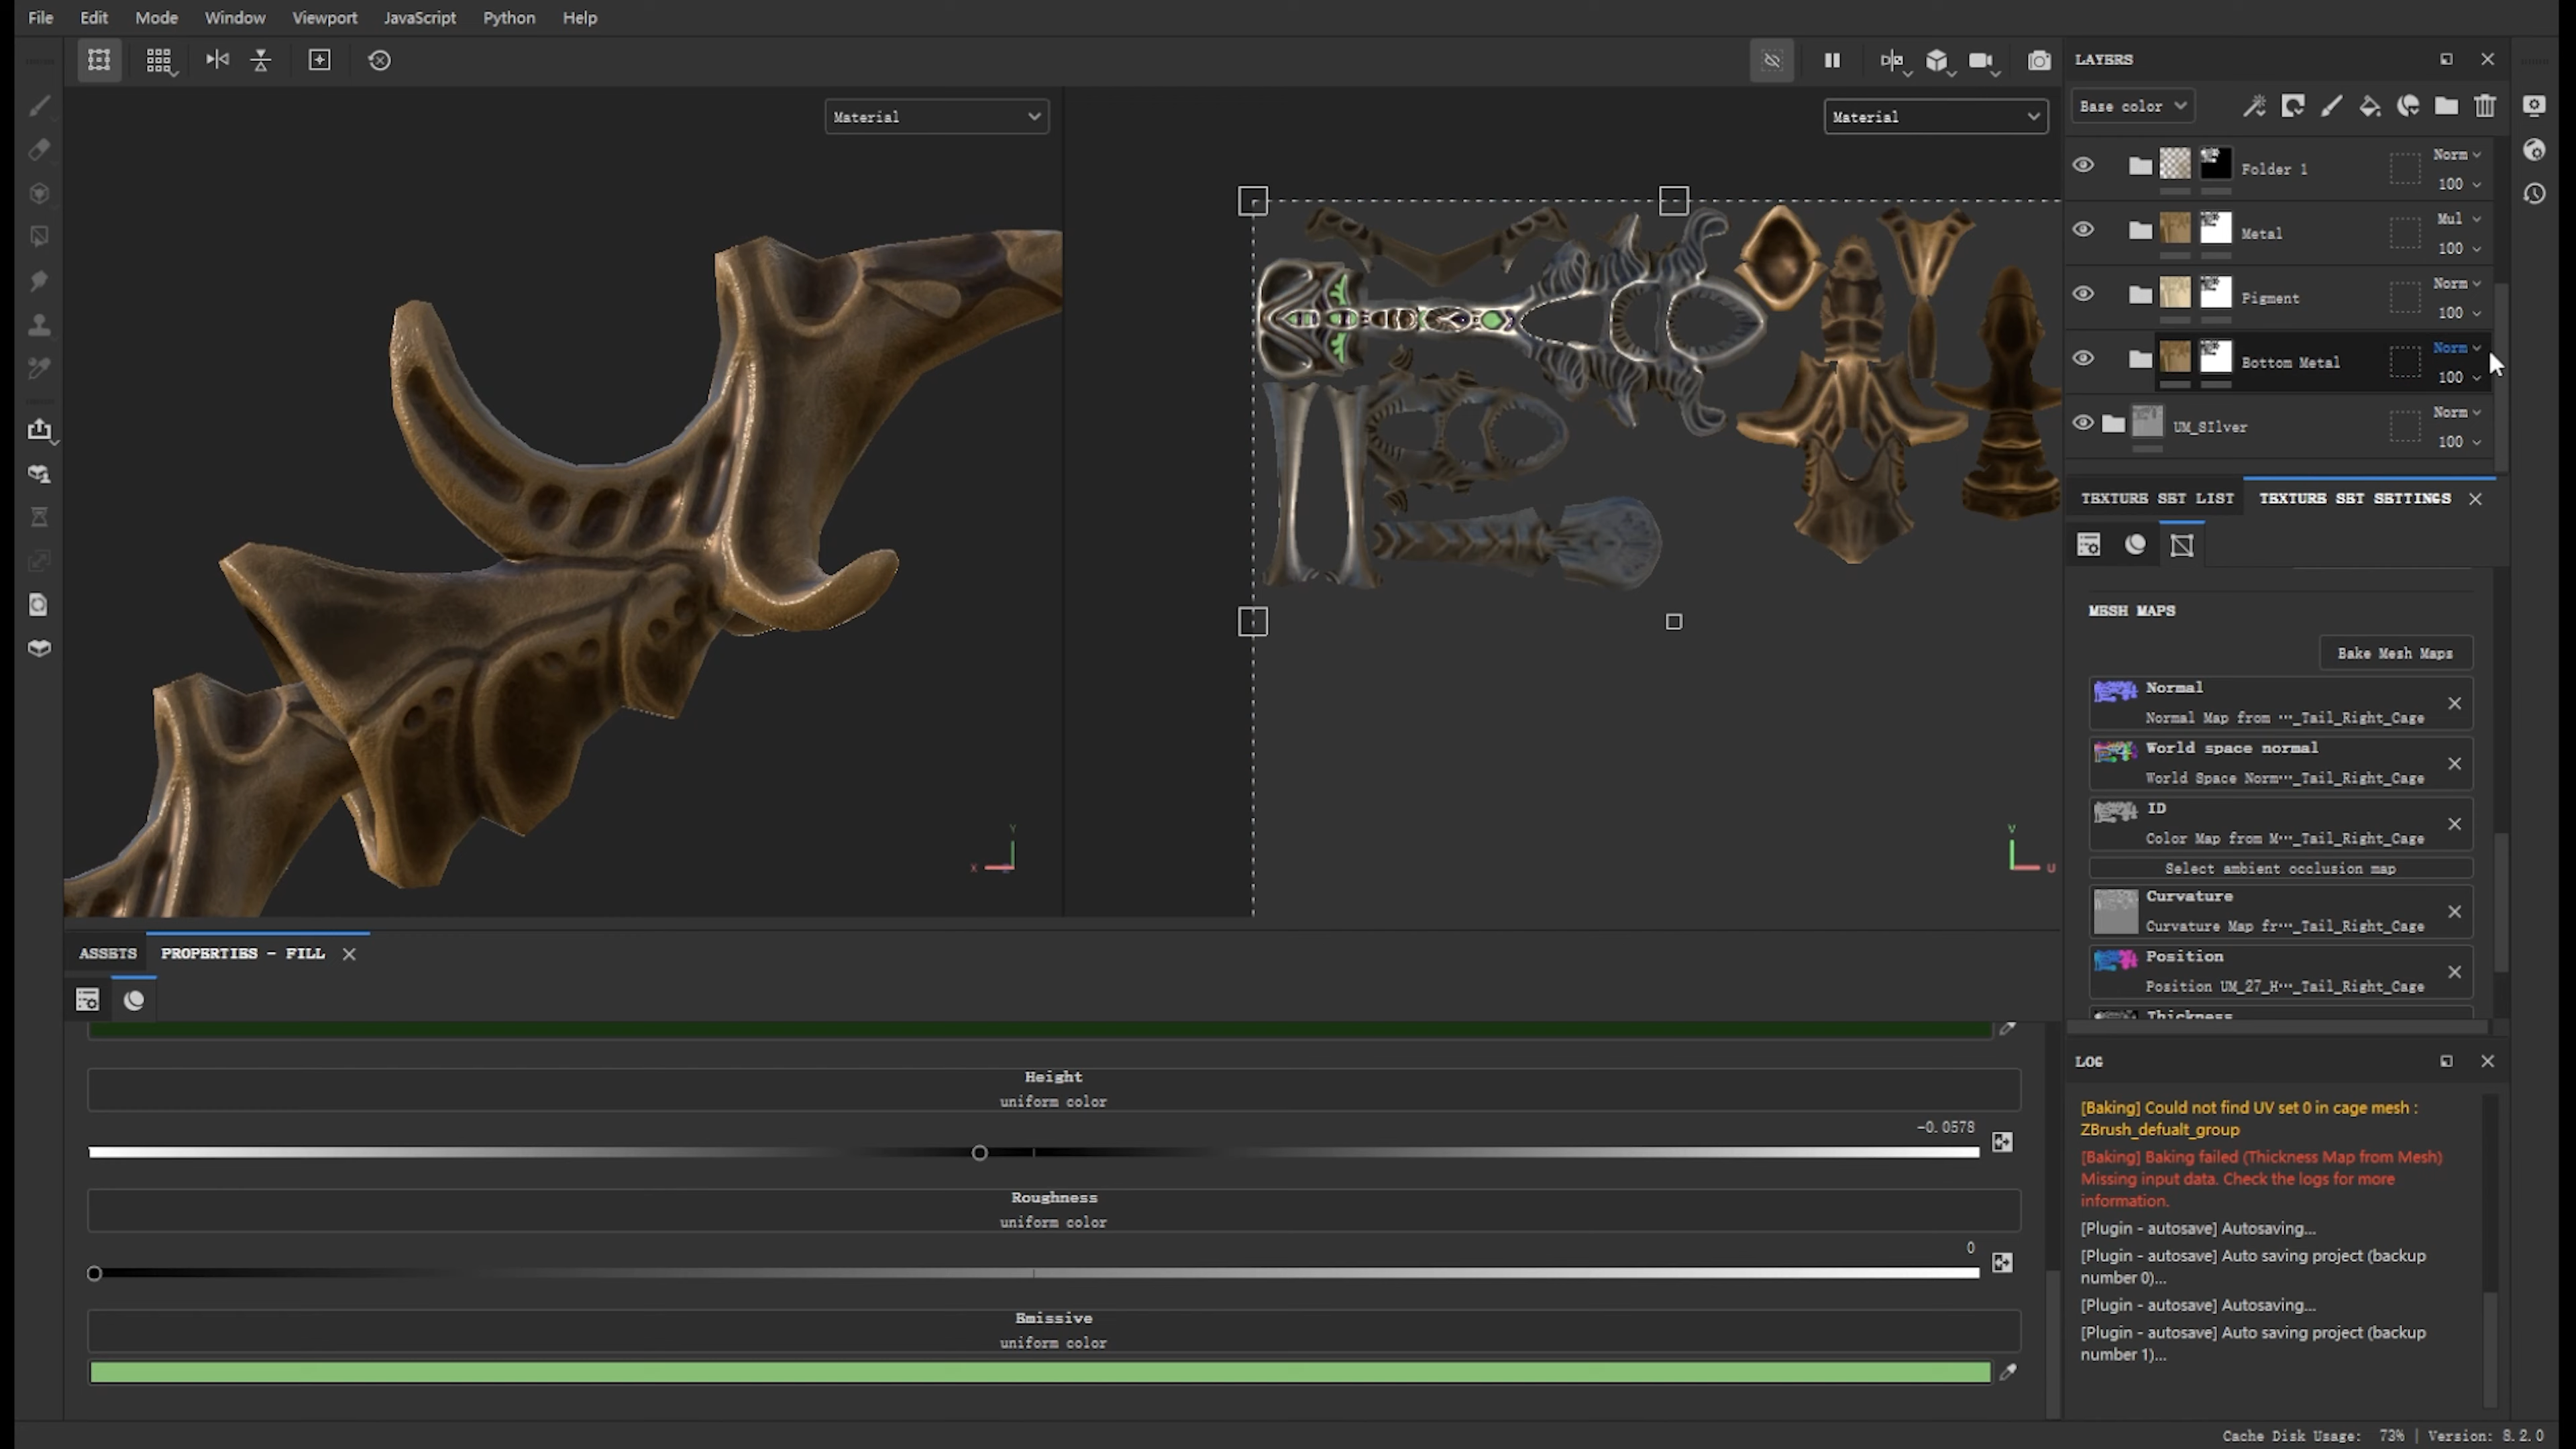 File Edit Mode Window Viewport JavaScript Python Help
Material
Material
Y
X
Z
V
U
LAYERS
Base color
Folder 1
Norm
100
Metal
Mul
100
Pigment
Norm
100
Bottom Metal
Norm
100
UM_SIlver
Norm
100
TEXTURE SET LIST TEXTURE SET SETTINGS
MESH MAPS
Bake Mesh Maps
Normal
Normal Map from ···_Tail_Right_Cage
World space normal
World Space Norm···_Tail_Right_Cage
ID
Color Map from M···_Tail_Right_Cage
Select ambient occlusion map
Curvature
Curvature Map fr···_Tail_Right_Cage
Position
Position UM_27_H···_Tail_Right_Cage
Thickness
ASSETS PROPERTIES - FILL
Height
uniform color
-0.0578
Roughness
uniform color
0
Emissive
uniform color
LOG
[Baking] Could not find UV set 0 in cage mesh :
ZBrush_defualt_group
[Baking] Baking failed (Thickness Map from Mesh)
Missing input data. Check the logs for more
information.
[Plugin - autosave] Autosaving...
[Plugin - autosave] Auto saving project (backup
number 0)...
[Plugin - autosave] Autosaving...
[Plugin - autosave] Auto saving project (backup
number 1)...
Cache Disk Usage: 73% | Version: 8.2.0